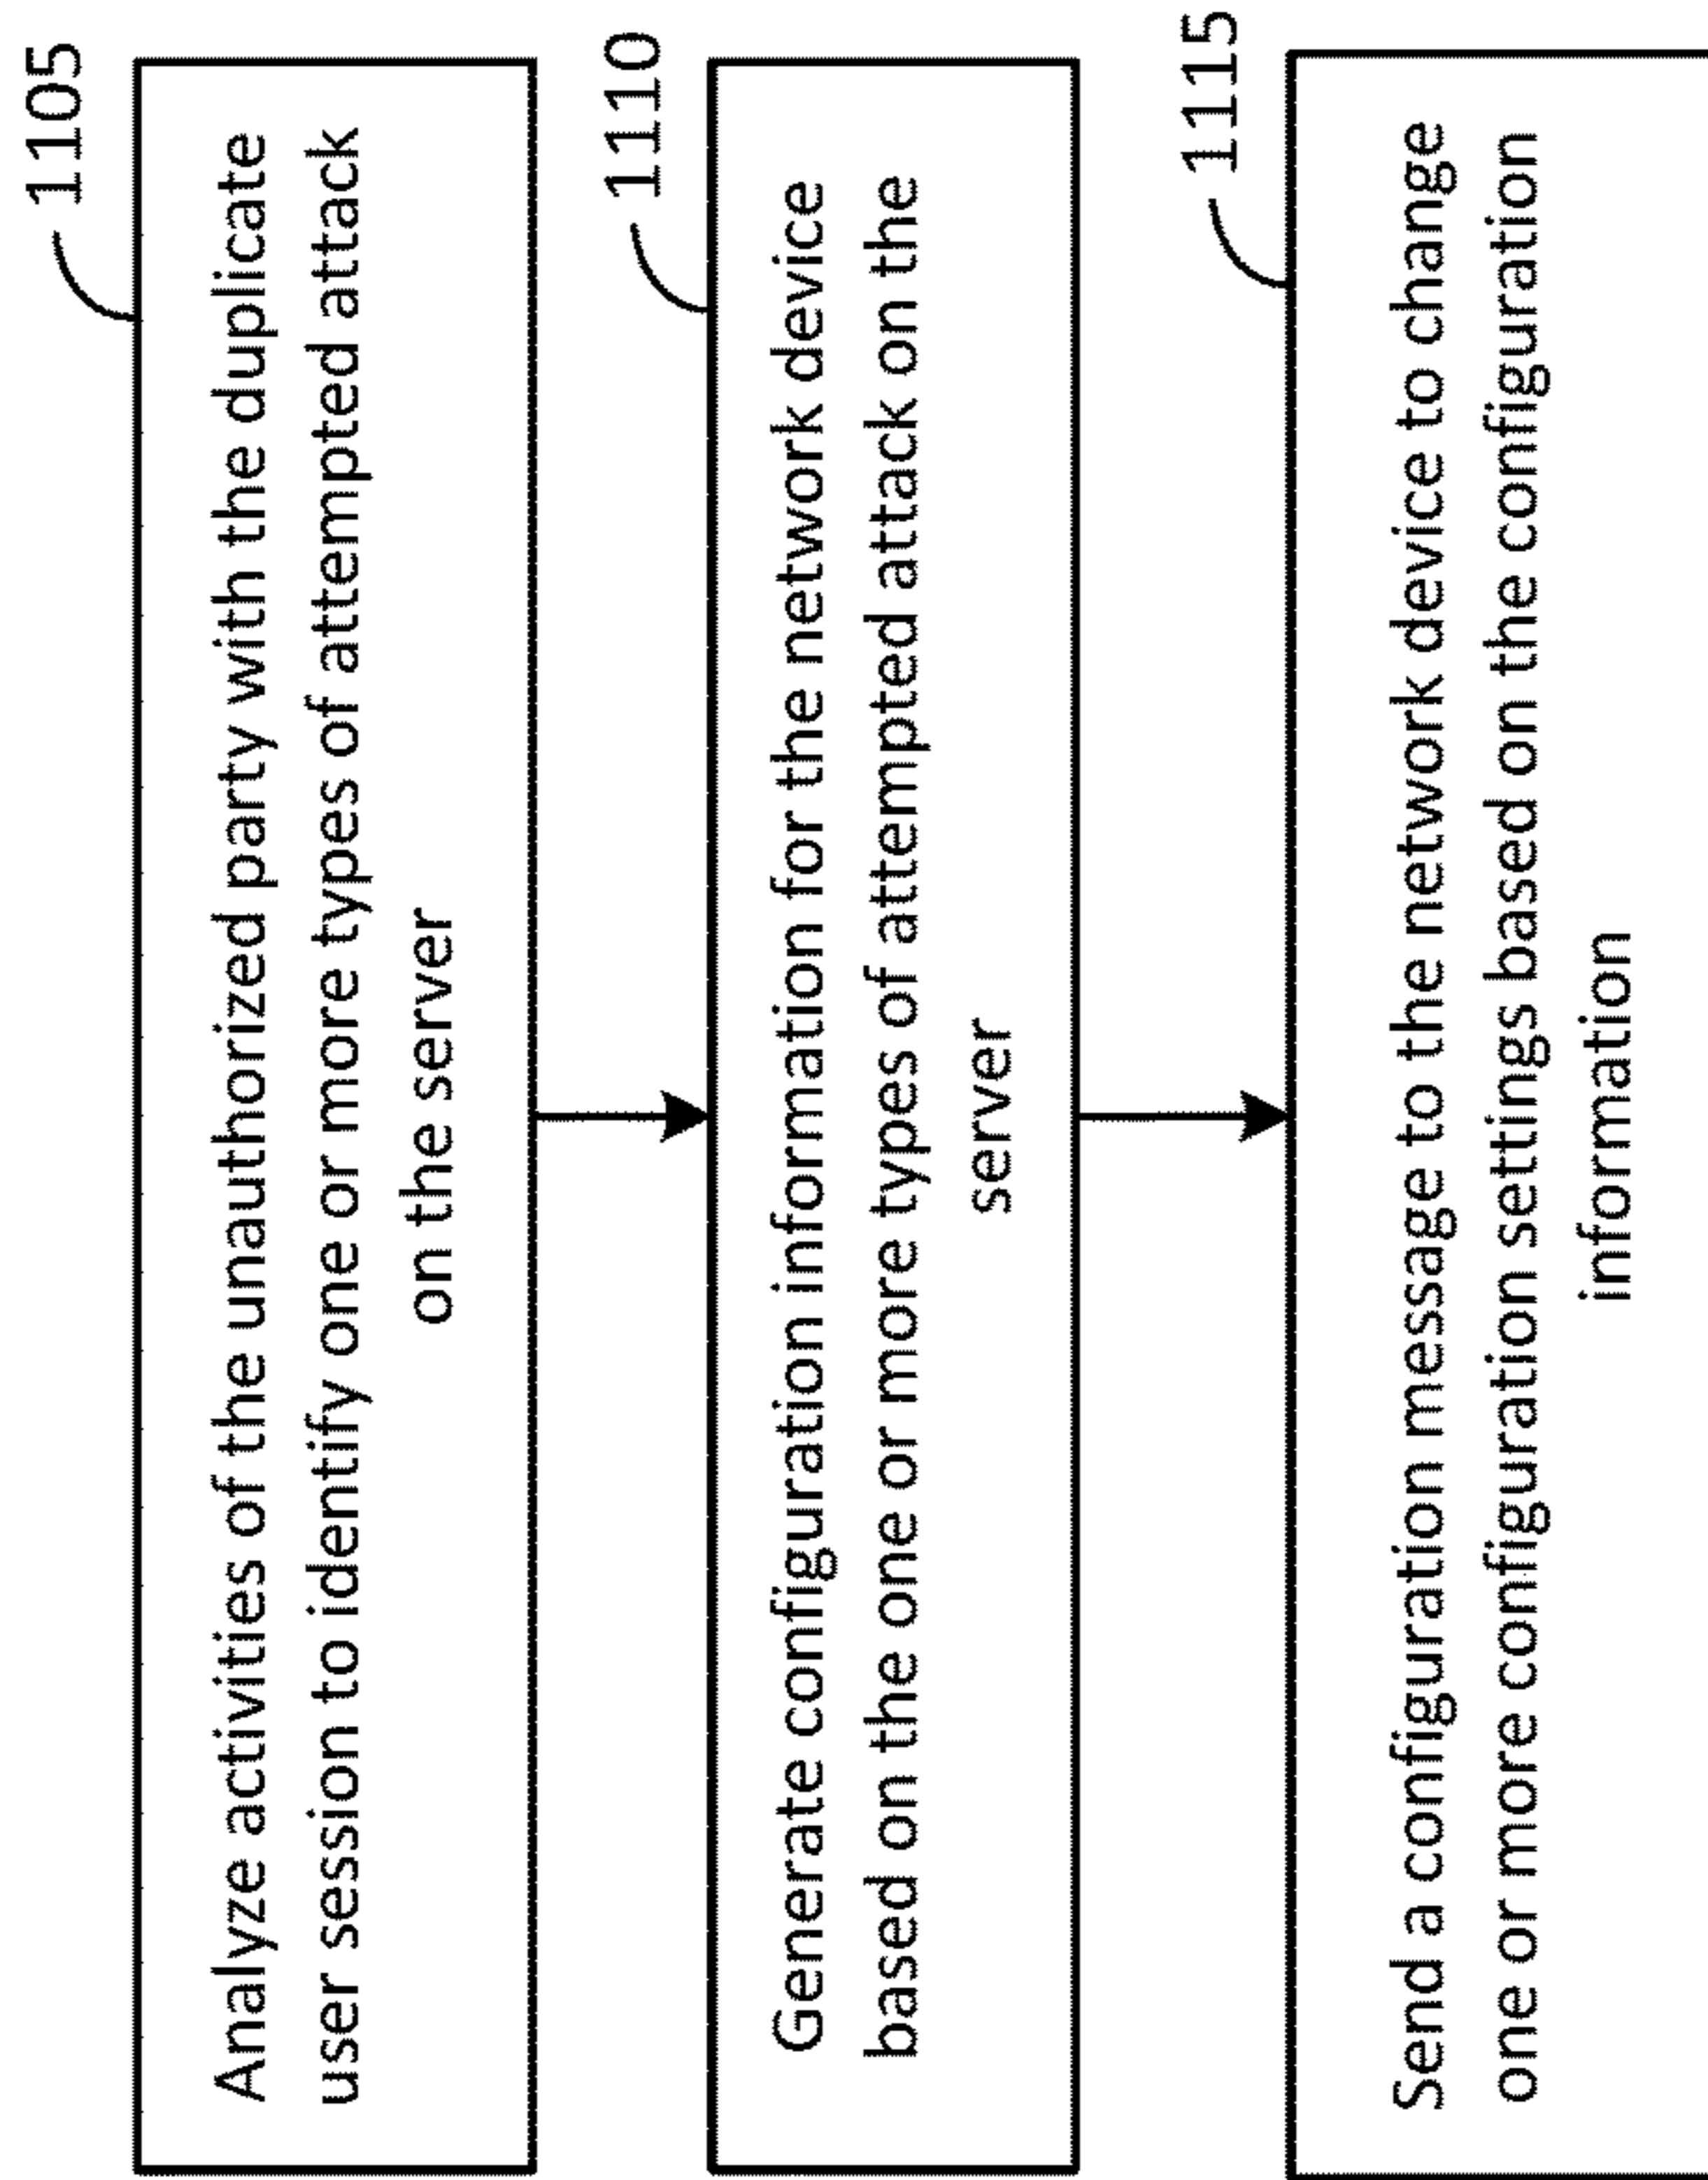 1105
Analyze activities of the unauthorized party with the duplicate
user session to identify one or more types of attempted attack
on the server
1110
Generate configuration information for the network device
based on the one or more types of attempted attack on the
server
1115
Send a configuration message to the network device to change
one or more configuration settings based on the configuration
information